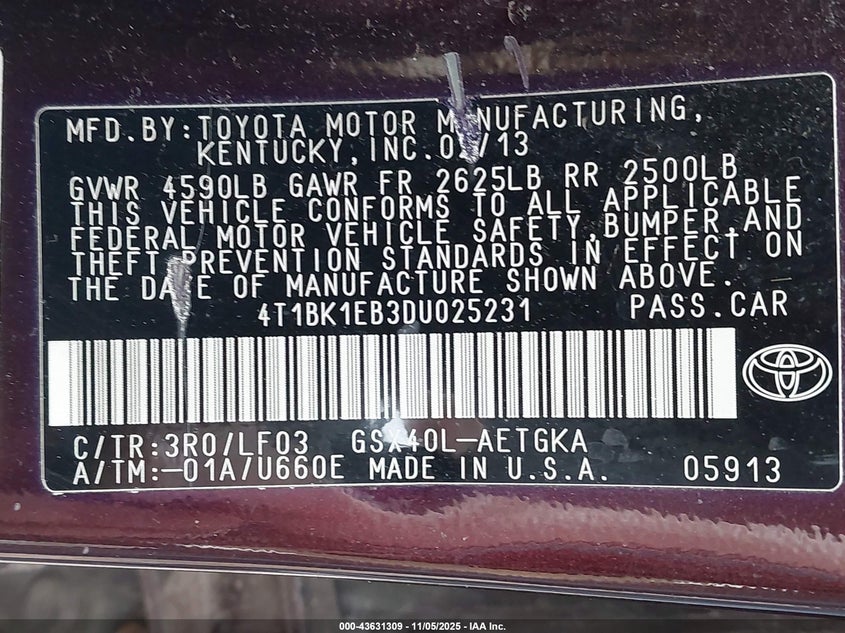 MFD.BY:TOYOTA MOTOR MANUFACTURING,
KENTUCKY,INC.
GVWR 4590LB GAWR FR 2625LB RR 2500LB
THIS VEHICLE CONFORMS TO ALL APPLICABLE
FEDERAL MOTOR VEHICLE SAFETY,BUMPER,AND
THEFT PREVENTION STANDARDS IN EFFECT ON
THE DATE OF MANUFACTURE SHOWN ABOVE.
4T1BK1EB3DU025231 PASS.CAR
C/TR:3R0/LF03 GSX40L-AETGKA
A/TM:-01A/U660E MADE IN U.S.A. 05913
000-43631309 - 11/05/2025 - IAA Inc.